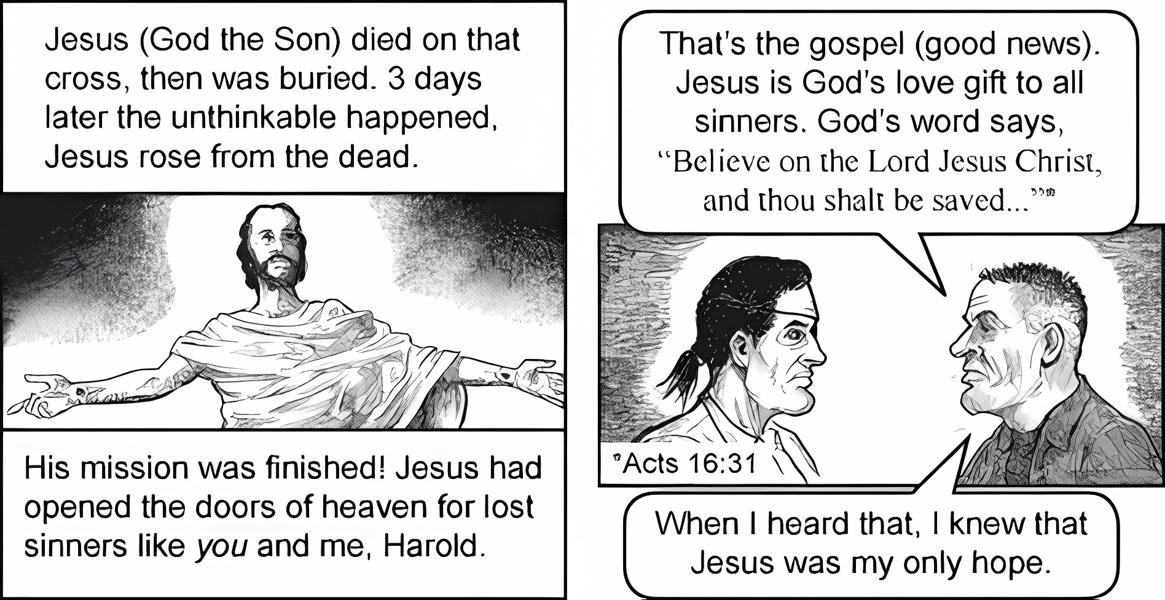 Jesus (God the Son) died on that
cross, then was buried. 3 days
later the unthinkable happened,
Jesus rose from the dead.
His mission was finished! Jesus had
opened the doors of heaven for lost
sinners like you and me, Harold.
That's the gospel (good news).
Jesus is God's love gift to all
sinners. God's word says,
“Believe on the Lord Jesus Christ,
and thou shalt be saved...”*
*Acts 16:31
When I heard that, I knew that
Jesus was my only hope.